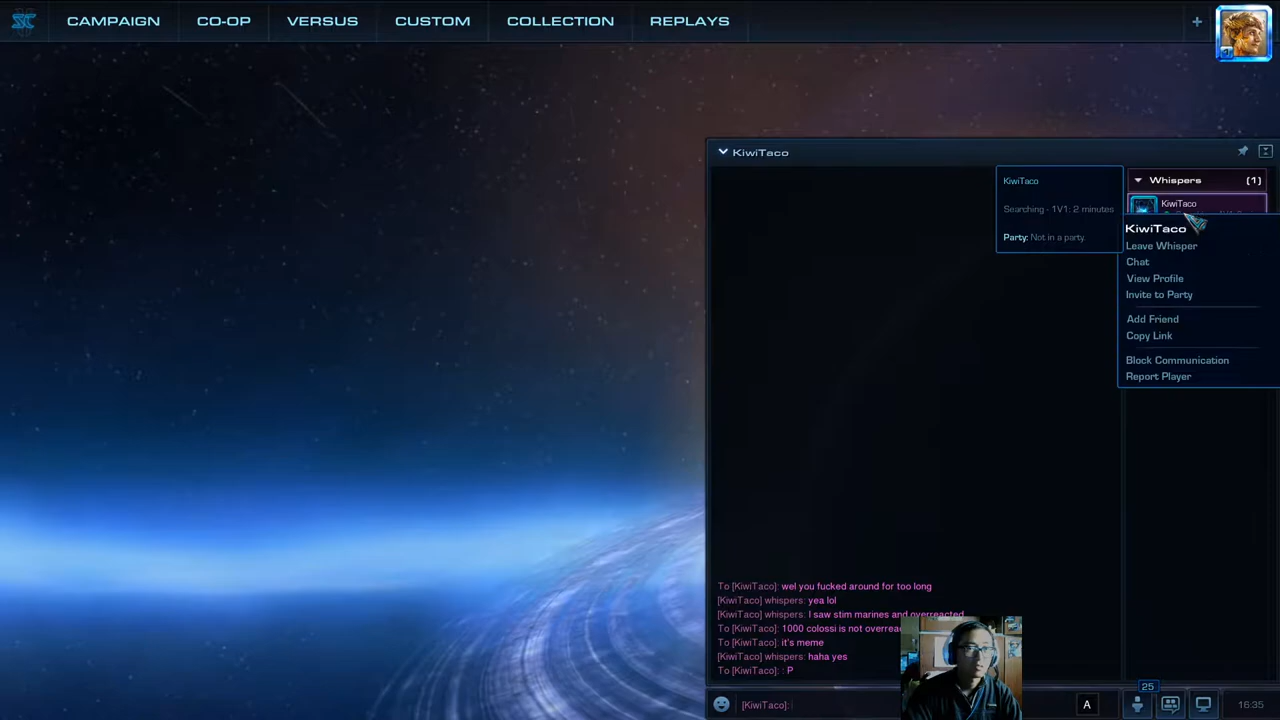 CAMPAIGN CO-OP VERSUS CUSTOM COLLECTION REPLAYS
KiwiTaco
KiwiTaco
Searching - 1V1: 2 minutes
Party: Not in a party.
Whispers (1)
KiwiTaco
KiwiTaco
Leave Whisper
Chat
View Profile
Invite to Party
Add Friend
Copy Link
Block Communication
Report Player
To [KiwiTaco]: wel you fucked around for too long
[KiwiTaco] whispers: yea lol
[KiwiTaco] whispers: I saw stim marines and overreacted
To [KiwiTaco]: 1000 colossi is not overreac
To [KiwiTaco]: it's meme
[KiwiTaco] whispers: haha yes
To [KiwiTaco]: : P
25
[KiwiTaco]:
A
16:35